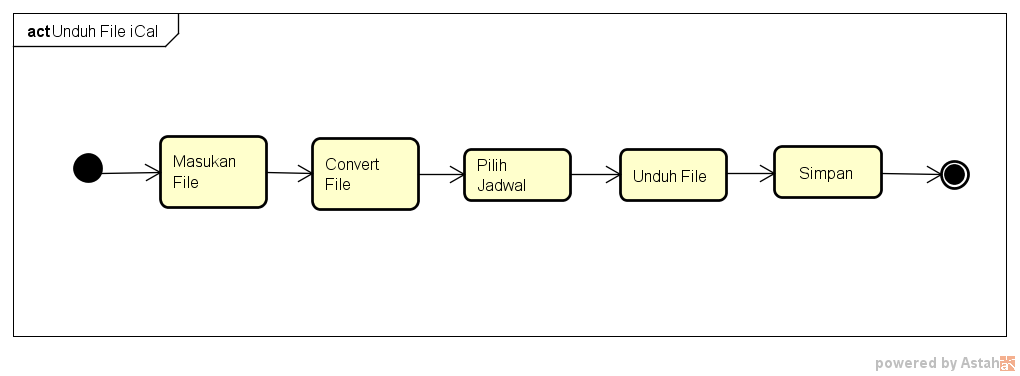 act Unduh File iCal
Masukan
File
Convert
File
Pilih
Jadwal
Unduh File
Simpan
powered by Astah